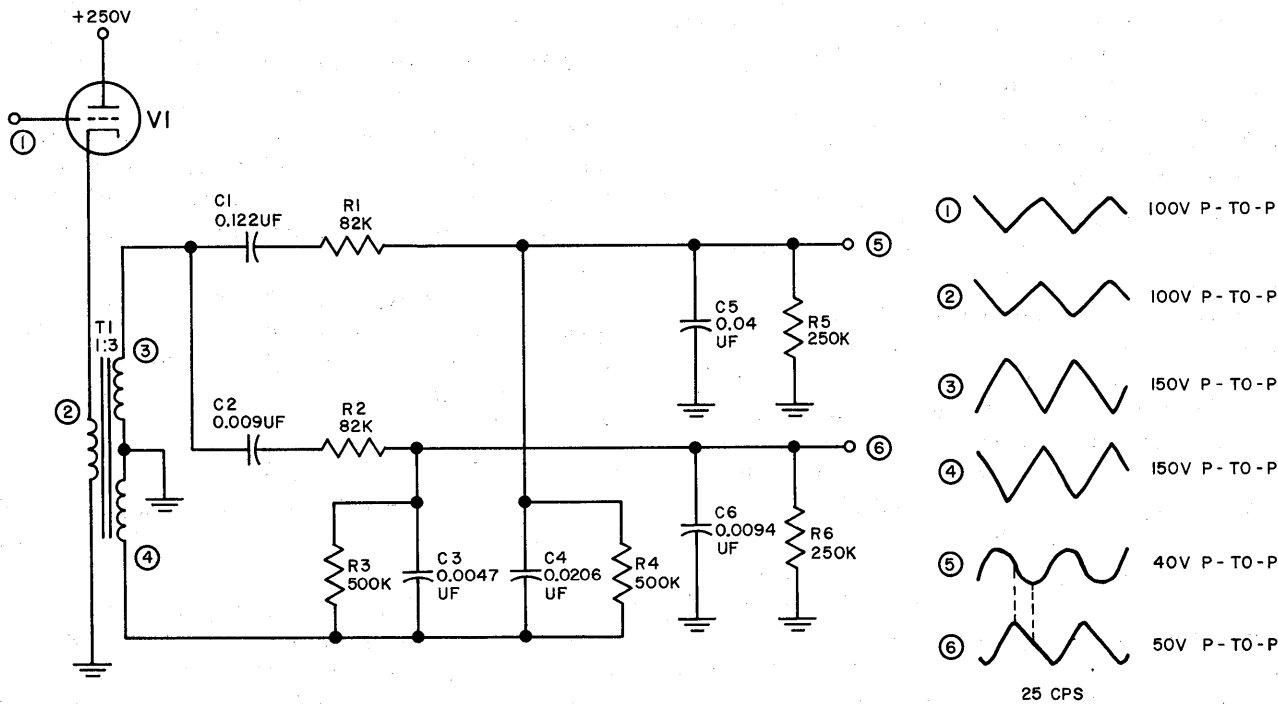 +250V
V1
1
C1
0.122UF
R1
82K
5
T1
1:3
3
C5
0.04
UF
R5
250K
2
C2
0.009UF
R2
82K
6
4
R3
500K
C3
0.0047
UF
C4
0.0206
UF
R4
500K
C6
0.0094
UF
R6
250K
1 100V P-TO-P
2 100V P-TO-P
3 150V P-TO-P
4 150V P-TO-P
5 40V P-TO-P
6 50V P-TO-P
25 CPS